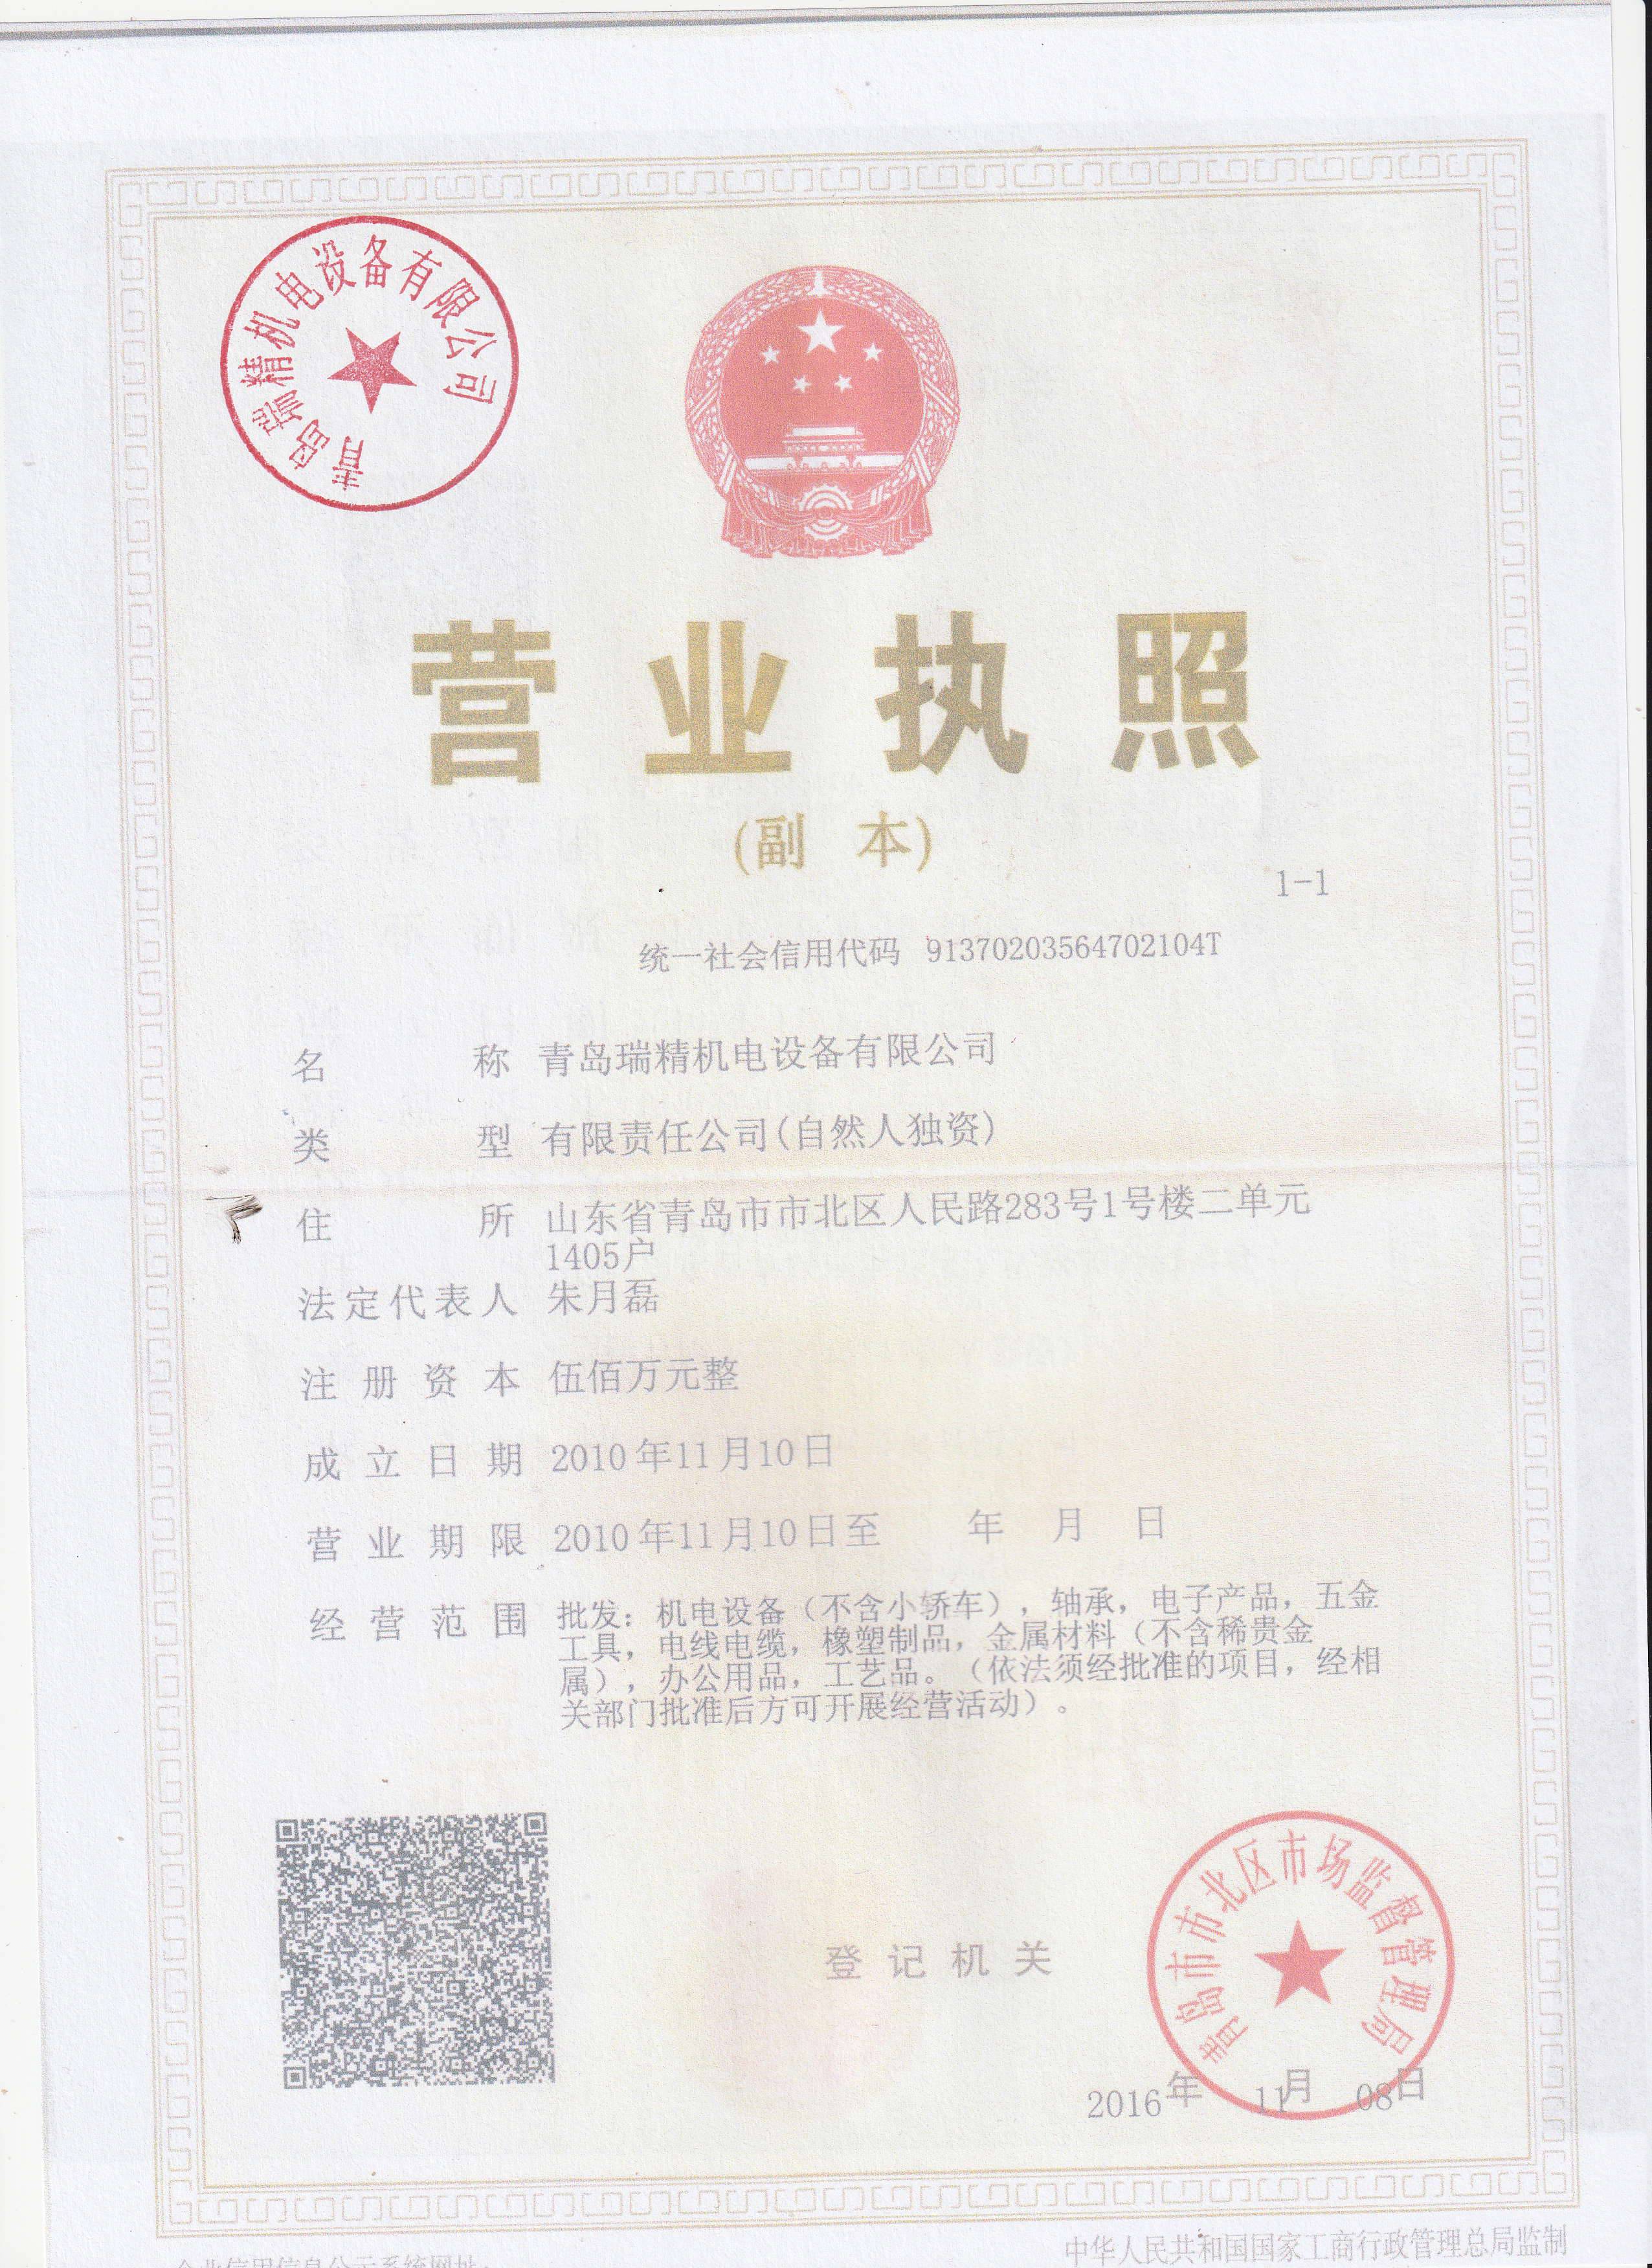 青岛瑞精机电设备有限公司
营业执照
(副 本)
1-1
统一社会信用代码 91370203564702104T
名 称 青岛瑞精机电设备有限公司
类 型 有限责任公司(自然人独资)
住 所 山东省青岛市市北区人民路283号1号楼二单元
1405户
法定代表人 朱月磊
注册资本 伍佰万元整
成立日期 2010年11月10日
营业期限 2010年11月10日至 年 月 日
经营范围 批发：机电设备（不含小轿车），轴承，电子产品，五金
工具，电线电缆，橡塑制品，金属材料（不含稀贵金
属），办公用品，工艺品。（依法须经批准的项目，经相
关部门批准后方可开展经营活动）。
登记机关
青岛市市北区市场监督管理局
2016年 11月 08日
企业信用信息公示系统网址：
中华人民共和国国家工商行政管理总局监制